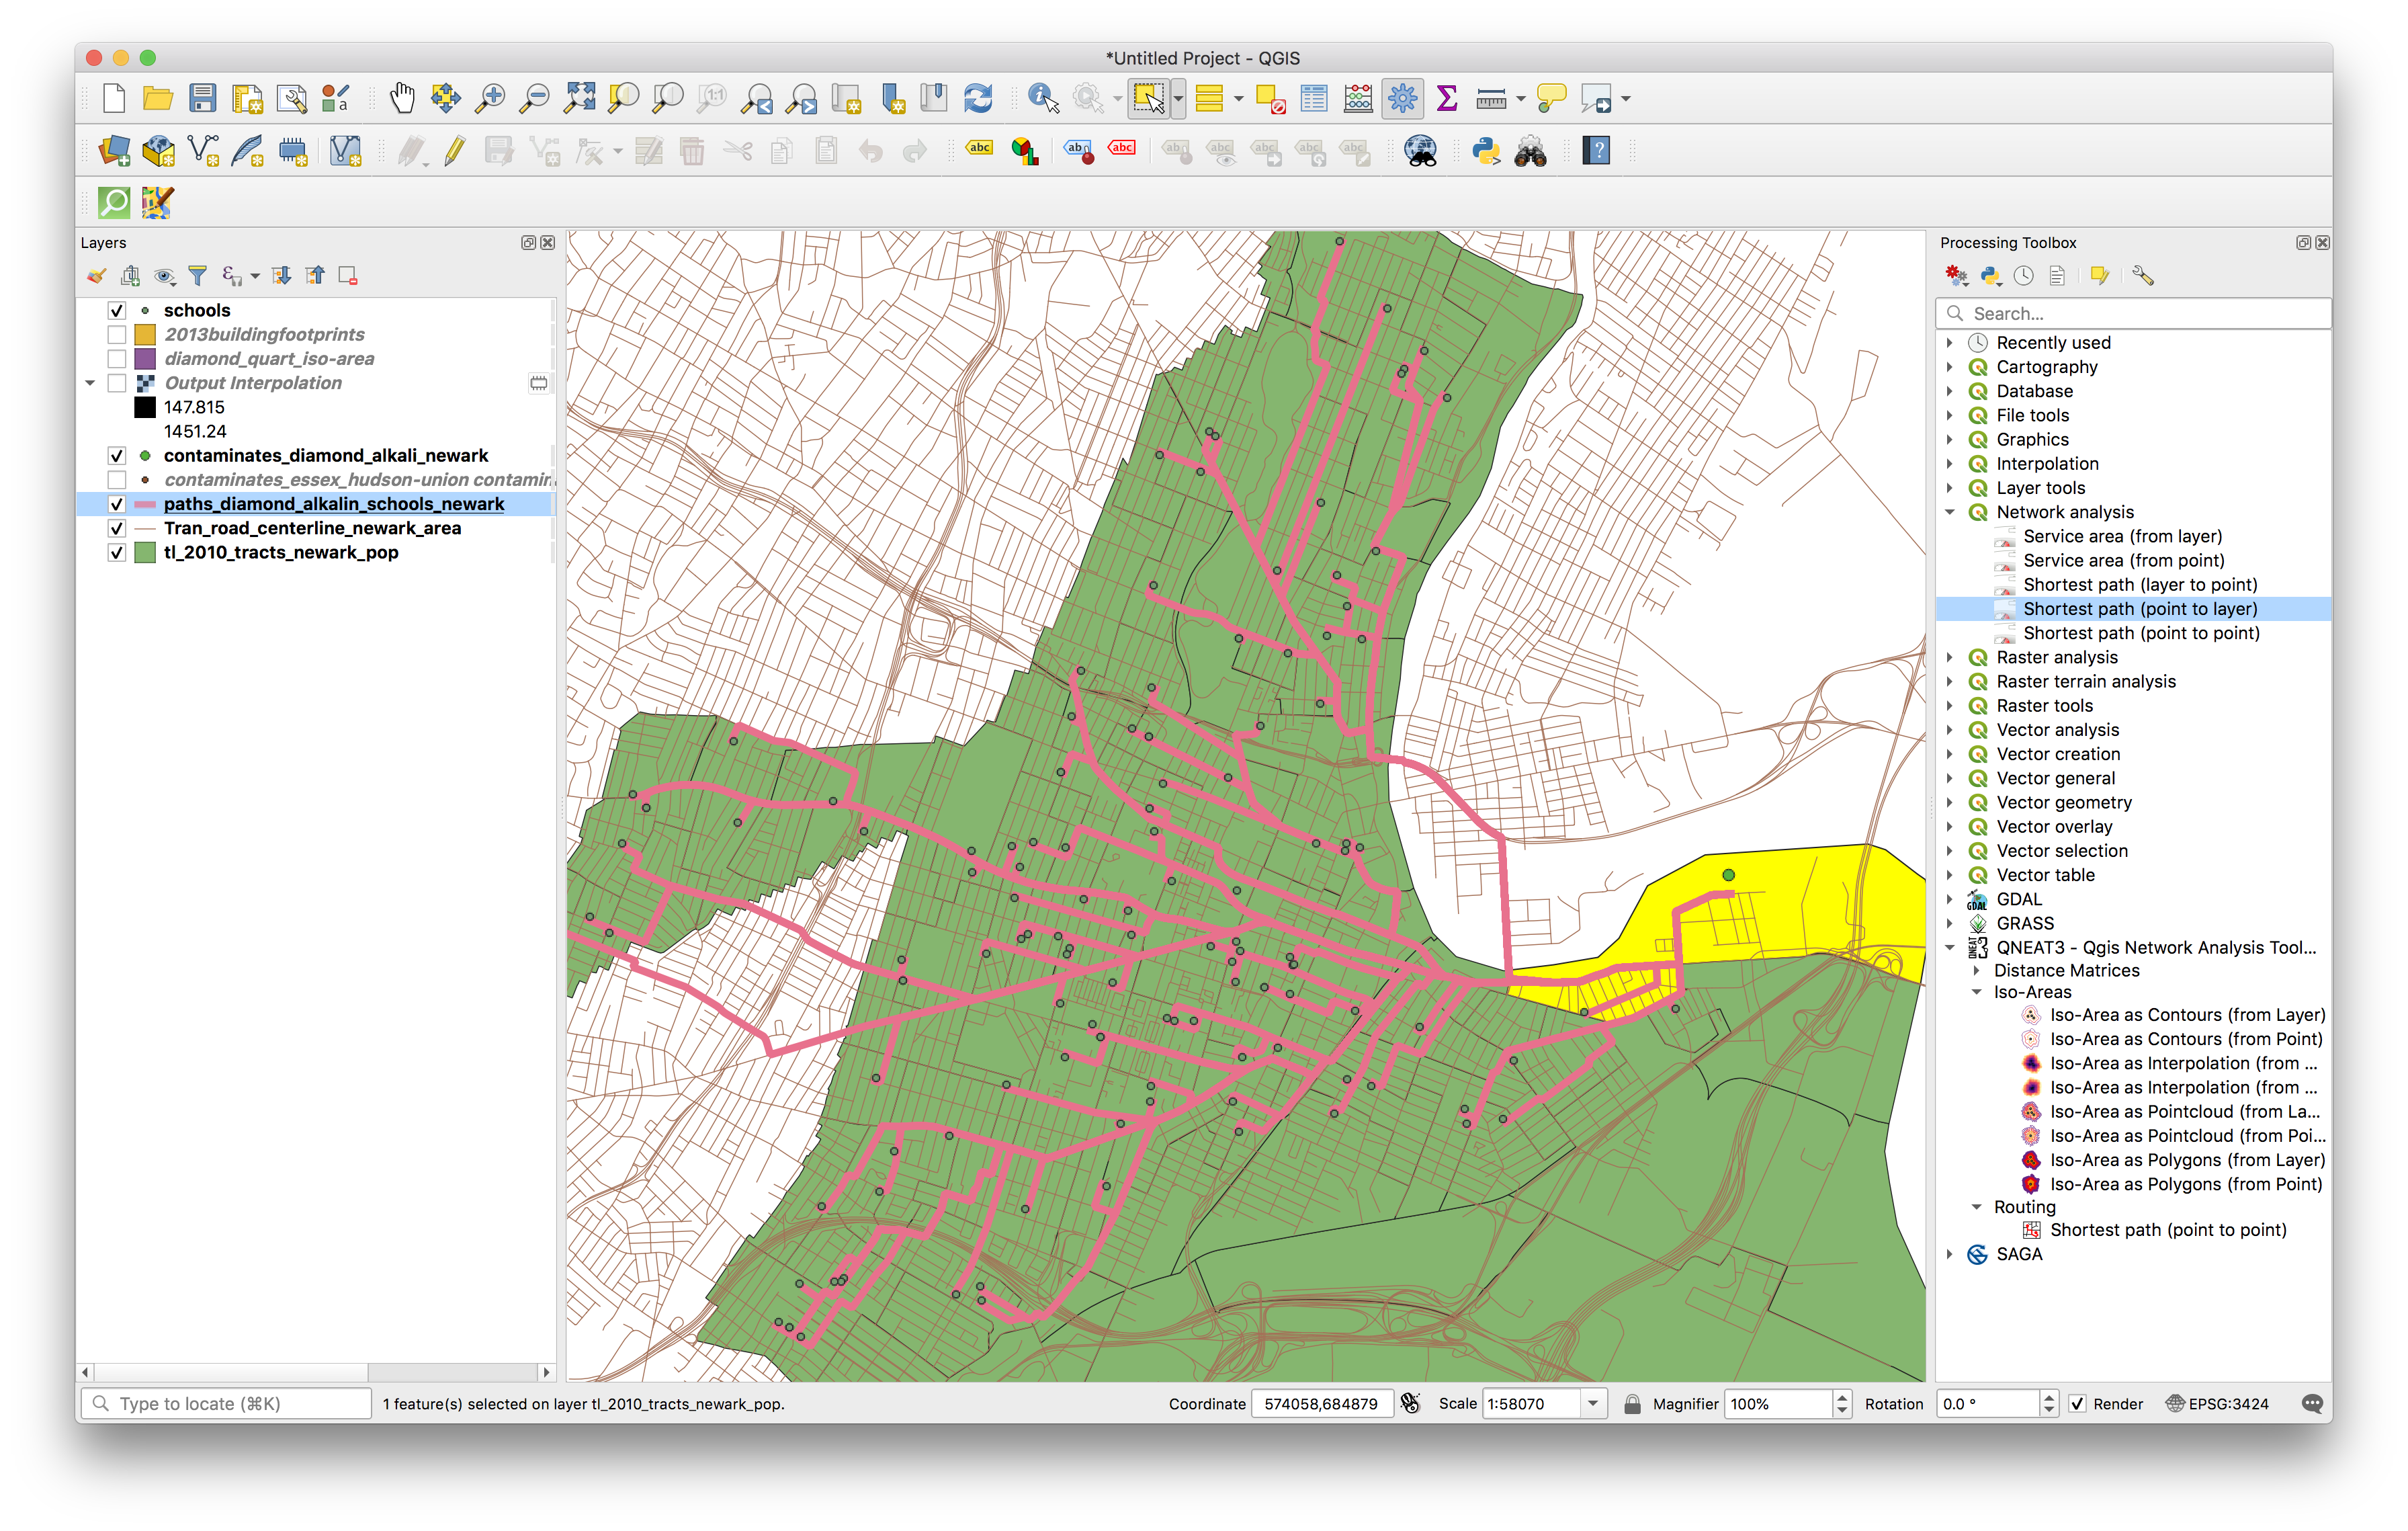 *Untitled Project - QGIS
Layers
schools
2013buildingfootprints
diamond_quart_iso-area
Output Interpolation
147.815
1451.24
contaminates_diamond_alkali_newark
contaminates_essex_hudson-union contamin
paths_diamond_alkalin_schools_newark
Tran_road_centerline_newark_area
tl_2010_tracts_newark_pop
Processing Toolbox
Search...
Recently used
Cartography
Database
File tools
Graphics
Interpolation
Layer tools
Network analysis
Service area (from layer)
Service area (from point)
Shortest path (layer to point)
Shortest path (point to layer)
Shortest path (point to point)
Raster analysis
Raster terrain analysis
Raster tools
Vector analysis
Vector creation
Vector general
Vector geometry
Vector overlay
Vector selection
Vector table
GDAL
GRASS
QNEAT3 - Qgis Network Analysis Tool...
Distance Matrices
Iso-Areas
Iso-Area as Contours (from Layer)
Iso-Area as Contours (from Point)
Iso-Area as Interpolation (from ...
Iso-Area as Interpolation (from ...
Iso-Area as Pointcloud (from La...
Iso-Area as Pointcloud (from Poi...
Iso-Area as Polygons (from Layer)
Iso-Area as Polygons (from Point)
Routing
Shortest path (point to point)
SAGA
Type to locate (⌘K)
1 feature(s) selected on layer tl_2010_tracts_newark_pop.
Coordinate 574058,684879
Scale 1:58070
Magnifier 100%
Rotation 0.0 °
Render
EPSG:3424